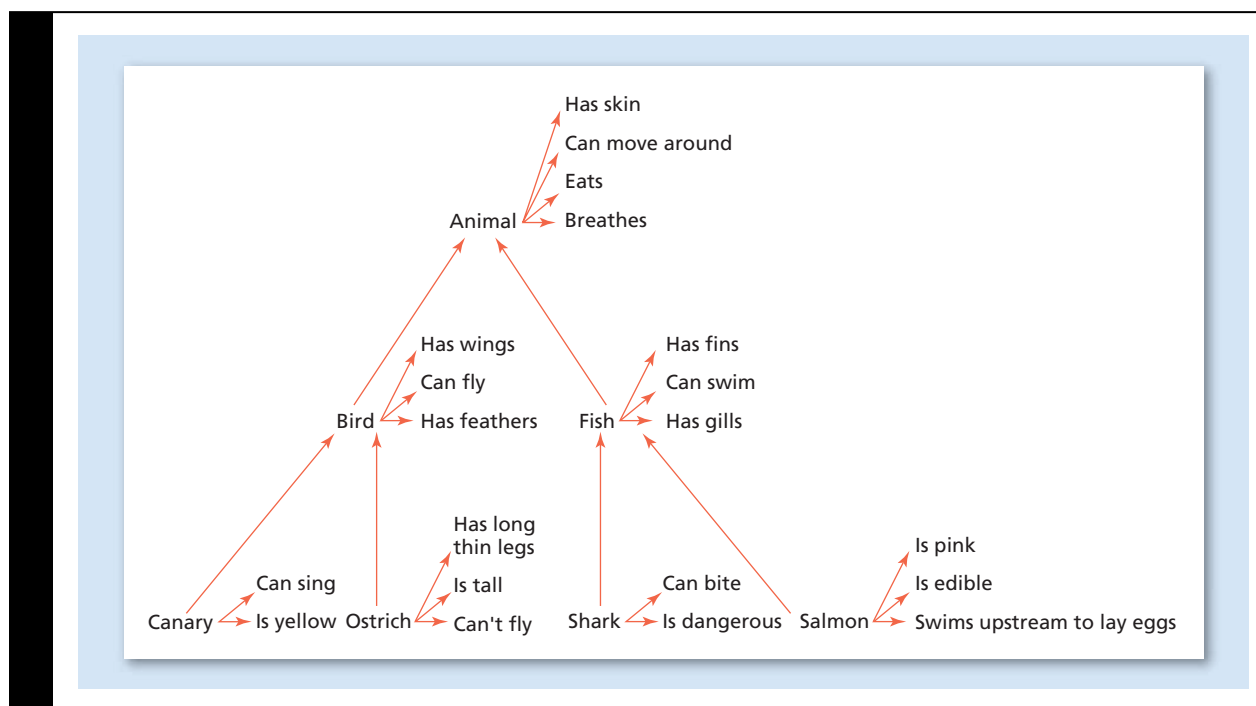 Has skin
Can move around
Eats
Animal Breathes
Has wings
Can fly
Bird Has feathers
Has fins
Can swim
Fish Has gills
Can sing
Canary Is yellow
Has long
thin legs
Is tall
Ostrich Can't fly
Can bite
Shark Is dangerous
Is pink
Is edible
Salmon Swims upstream to lay eggs